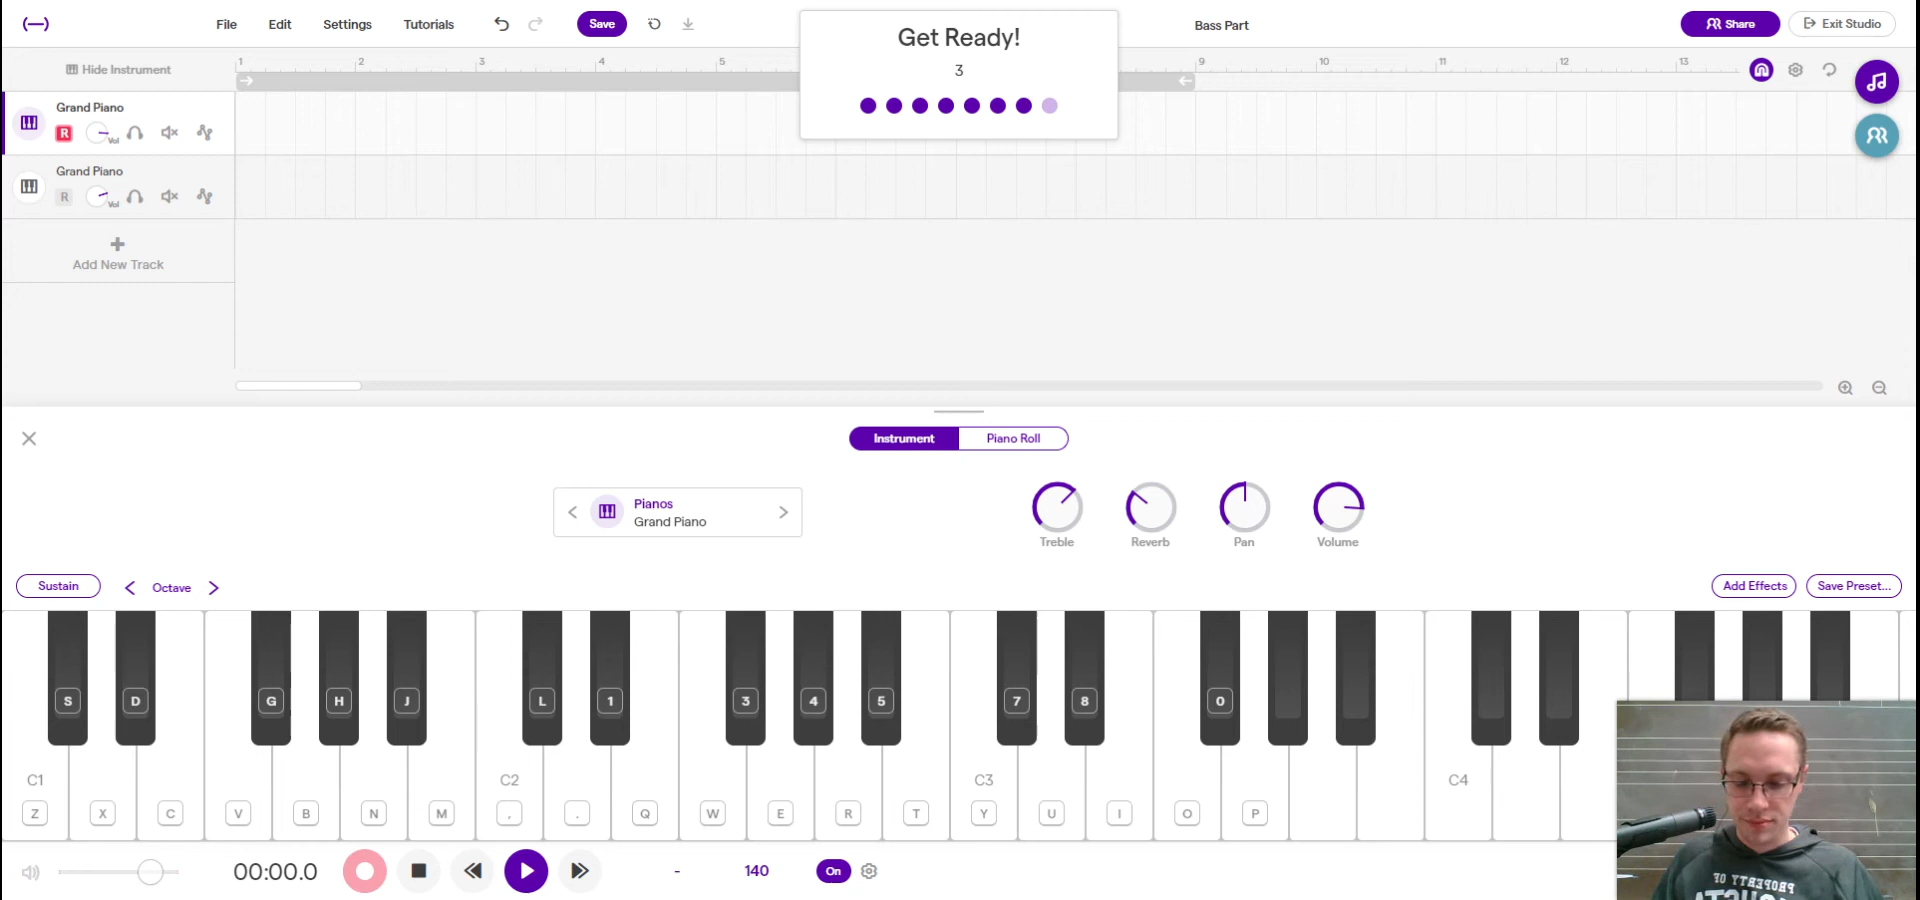 File
Edit
Settings
Tutorials
Save
Get Ready!
3
Bass Part
Share
Exit Studio
Hide Instrument
1
2
3
4
5
9
10
11
12
13
Grand Piano
R
Vol
Grand Piano
R
Vol
Add New Track
Instrument
Piano Roll
Pianos
Grand Piano
Treble
Reverb
Pan
Volume
Sustain
Octave
Add Effects
Save Preset...
S
D
G
H
J
L
1
3
4
5
7
8
0
C1
C2
C3
C4
Z
X
C
V
B
N
M
,
.
Q
W
E
R
T
Y
U
I
O
P
00:00.0
-
140
On
PROPERTY OF